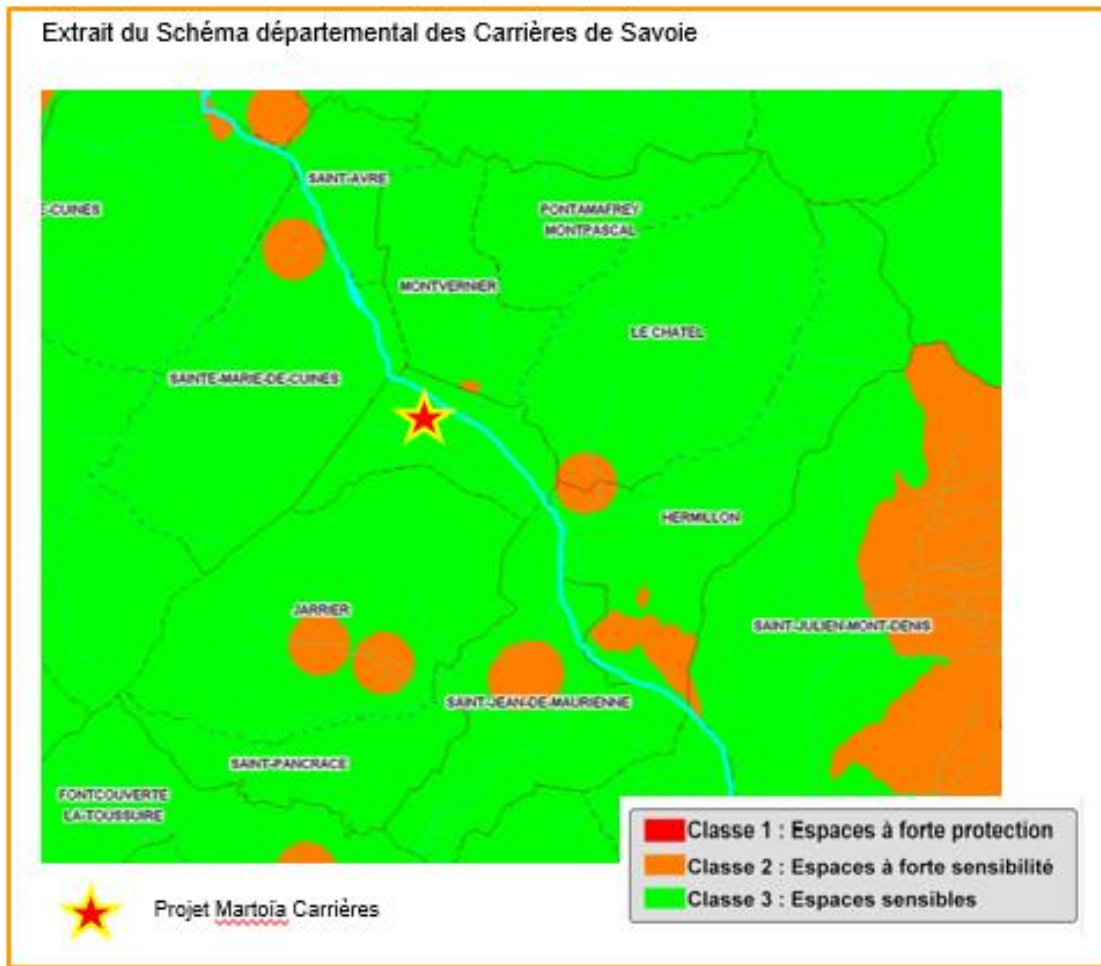 Extrait du Schéma départemental des Carrières de Savoie
SAINT-AVRE
E-CUINES
PONTAMAFREY
MONTPASCAL
MONTVERNIER
LE CHATEL
SAINTE-MARIE-DE-CUINES
HERMILLON
JARRIER
SAINT-JULIEN-MONT-DENIS
SAINT-JEAN-DE-MAURIENNE
SAINT-PANCRACE
FONTCOUVERTE
LA-TOUSSUIRE
Classe 1 : Espaces à forte protection
Classe 2 : Espaces à forte sensibilité
Classe 3 : Espaces sensibles
Projet Martoïa Carrières